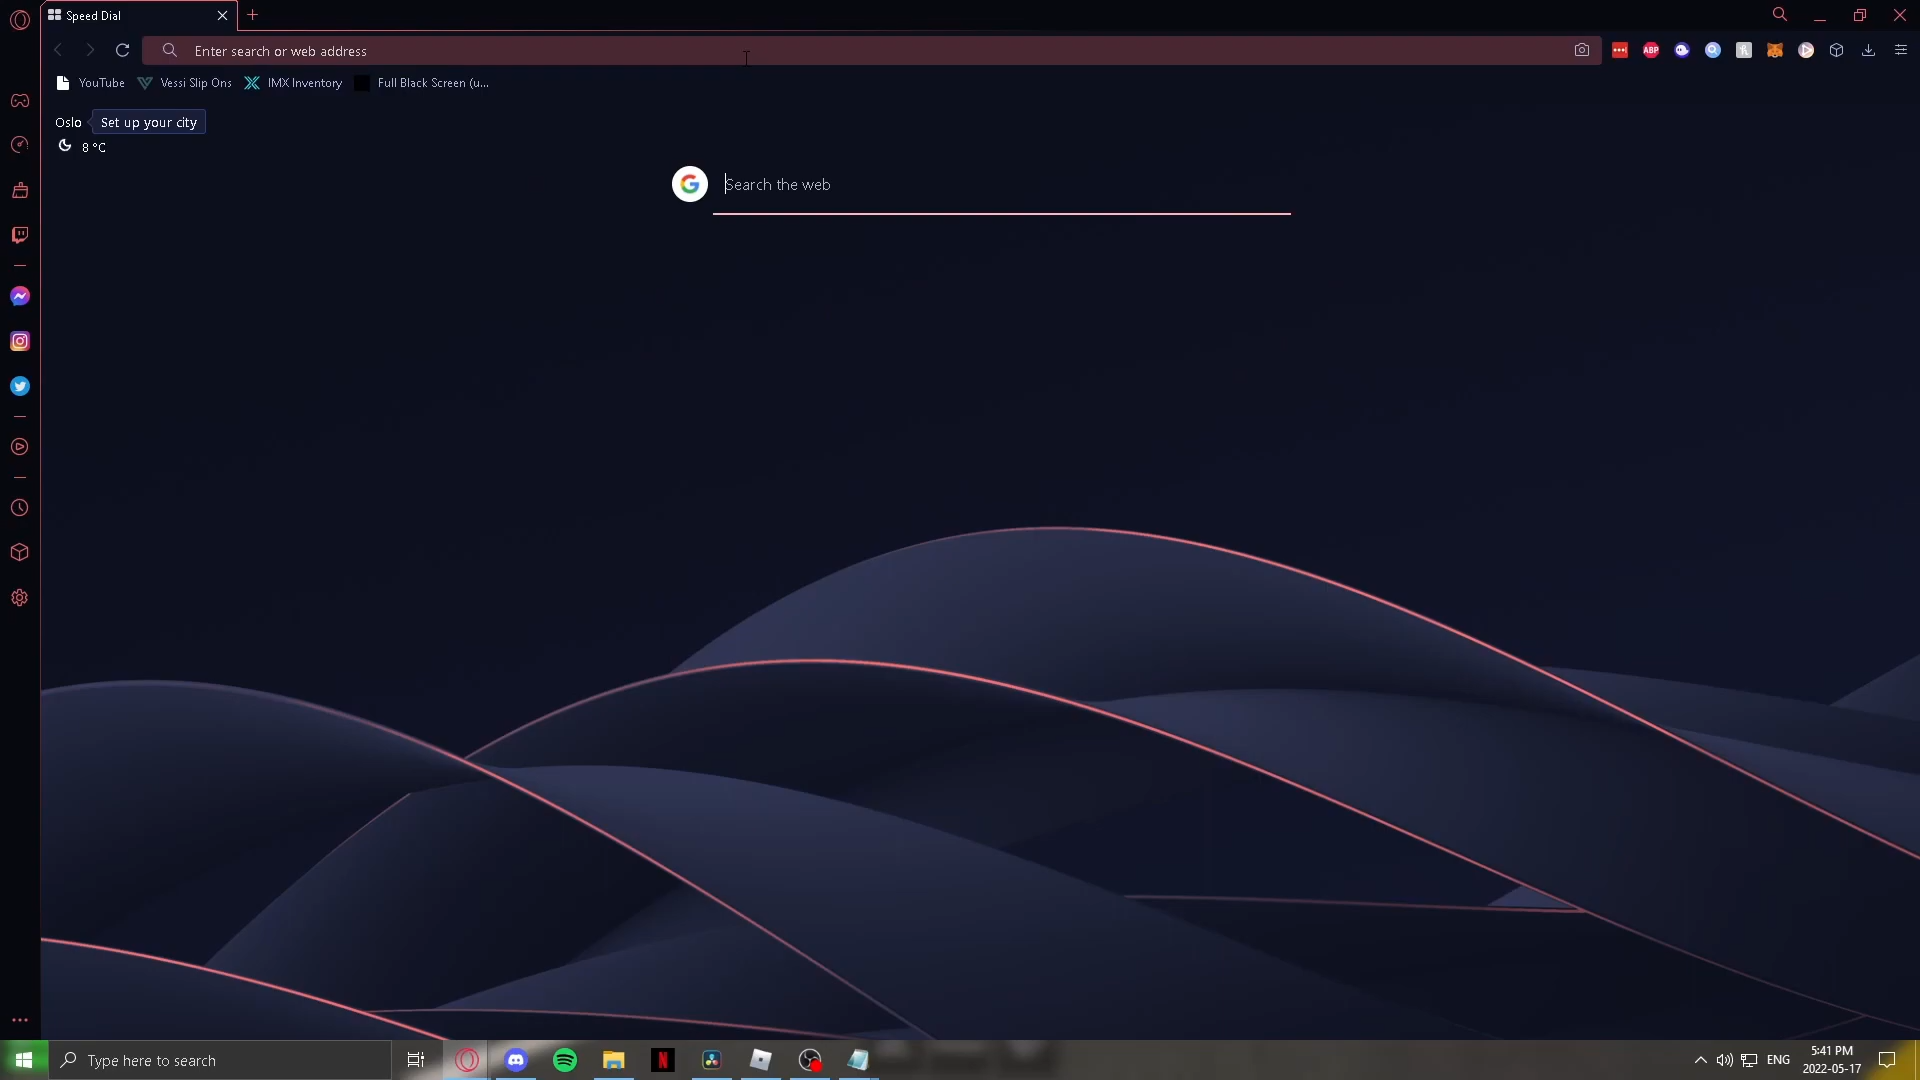 Speed Dial
Enter search or web address
ABP
YouTube Vessi Slip Ons IMX Inventory Full Black Screen (u...
Oslo Set up your city
8 °C
Search the web
Type here to search
ENG
5:41 PM
2022-05-17